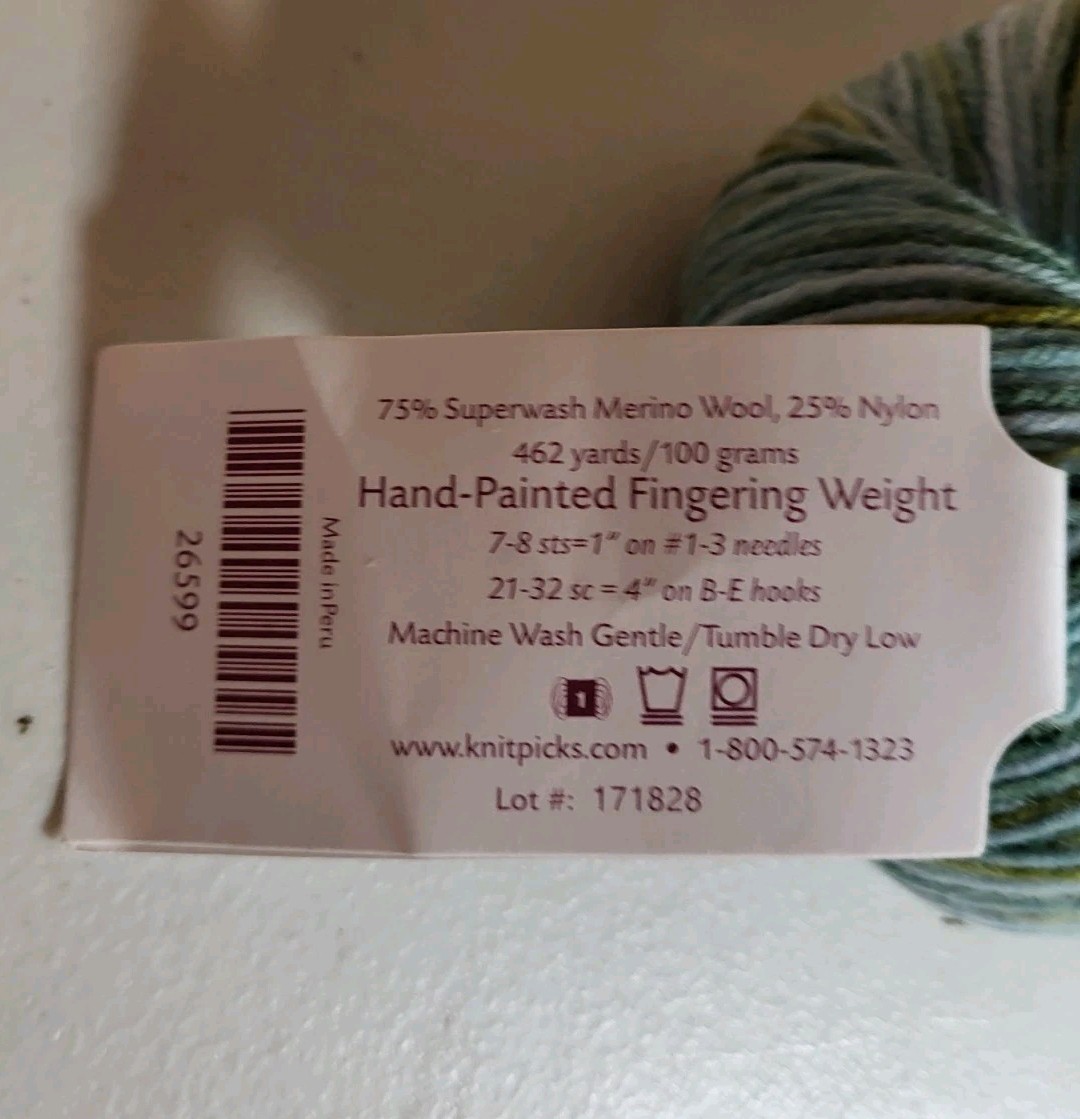 75% Superwash Merino Wool, 25% Nylon
462 yards/100 grams
Hand-Painted Fingering Weight
7-8 sts=1" on #1-3 needles
21-32 sc = 4" on B-E hooks
Machine Wash Gentle/Tumble Dry Low
1
www.knitpicks.com • 1-800-574-1323
Lot #: 171828
Made in Peru
26599